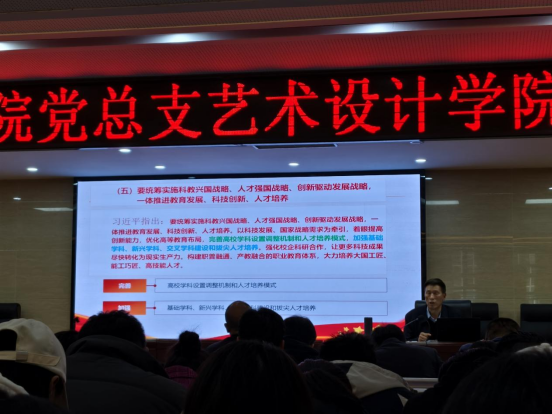 院党总支艺术设计学院
（五）要统筹实施科教兴国战略、人才强国战略、创新驱动发展战略，
一体推进教育发展、科技创新、人才培养
习近平指出：要统筹实施科教兴国战略、人才强国战略、创新驱动发展战略，一
体推进教育发展、科技创新、人才培养。以科技发展、国家战略需求为牵引，着眼提高
创新能力，优化高等教育布局，完善高校学科设置调整机制和人才培养模式，加强基础
学科、新兴学科、交叉学科建设和拔尖人才培养。强化校企科研合作，让更多科技成果
尽快转化为现实生产力。构建职普融通、产教融合的职业教育体系，大力培养大国工匠、
能工巧匠、高技能人才。
完善
高校学科设置调整机制和人才培养模式
加强
基础学科、新兴学科、建设和拔尖人才培养